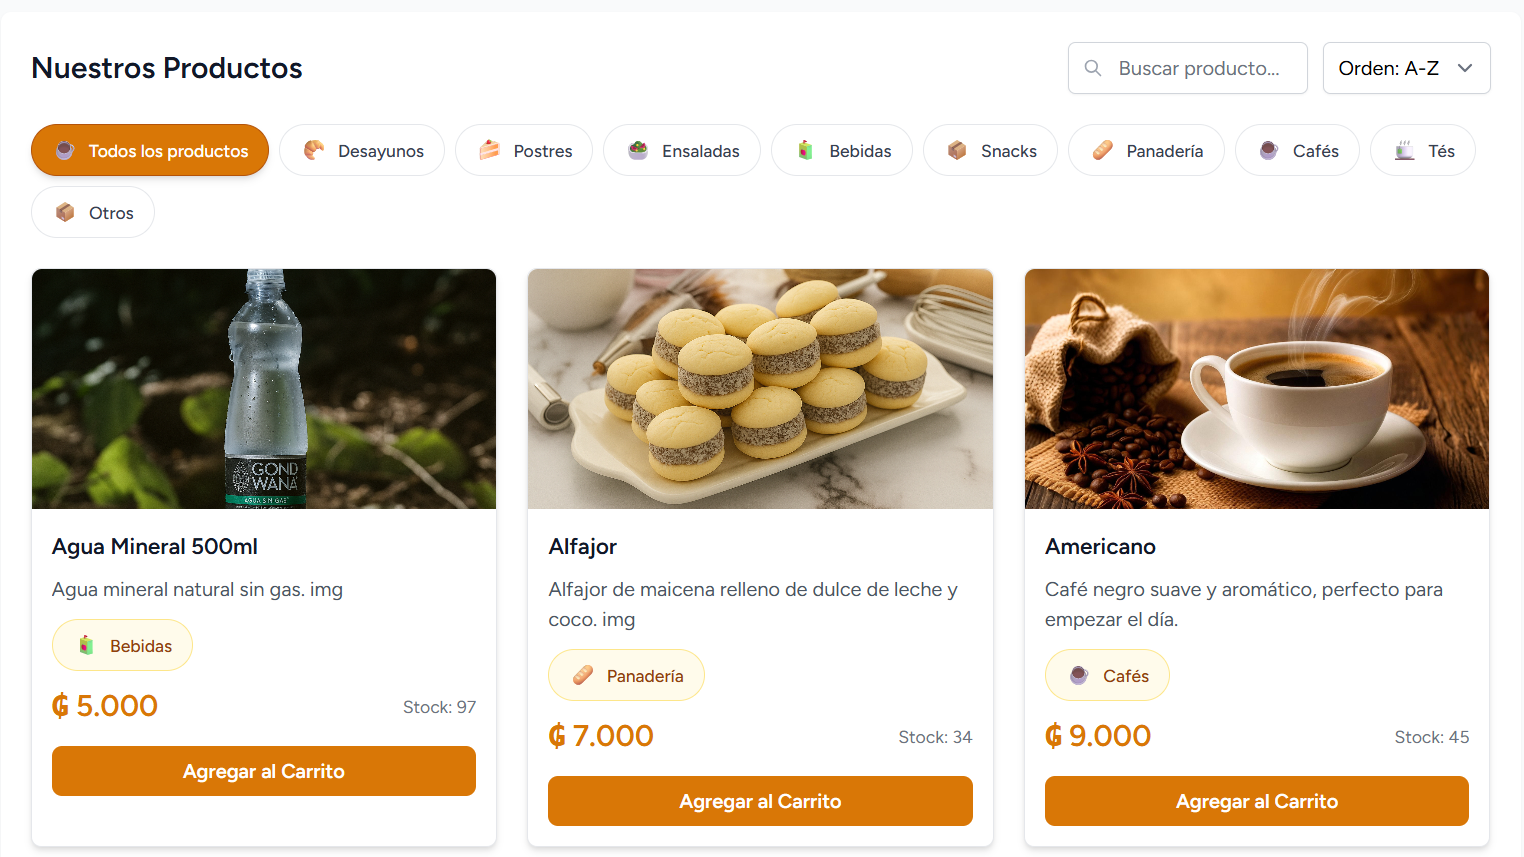 Nuestros Productos
Buscar producto...
Orden: A-Z
Todos los productos
Desayunos
Postres
Ensaladas
Bebidas
Snacks
Panadería
Cafés
Tés
Otros
GOND
WANA
AGUA SIN GAS
Agua Mineral 500ml
Agua mineral natural sin gas. img
Bebidas
₲ 5.000
Stock: 97
Agregar al Carrito
Alfajor
Alfajor de maicena relleno de dulce de leche y
coco. img
Panadería
₲ 7.000
Stock: 34
Agregar al Carrito
Americano
Café negro suave y aromático, perfecto para
empezar el día.
Cafés
₲ 9.000
Stock: 45
Agregar al Carrito